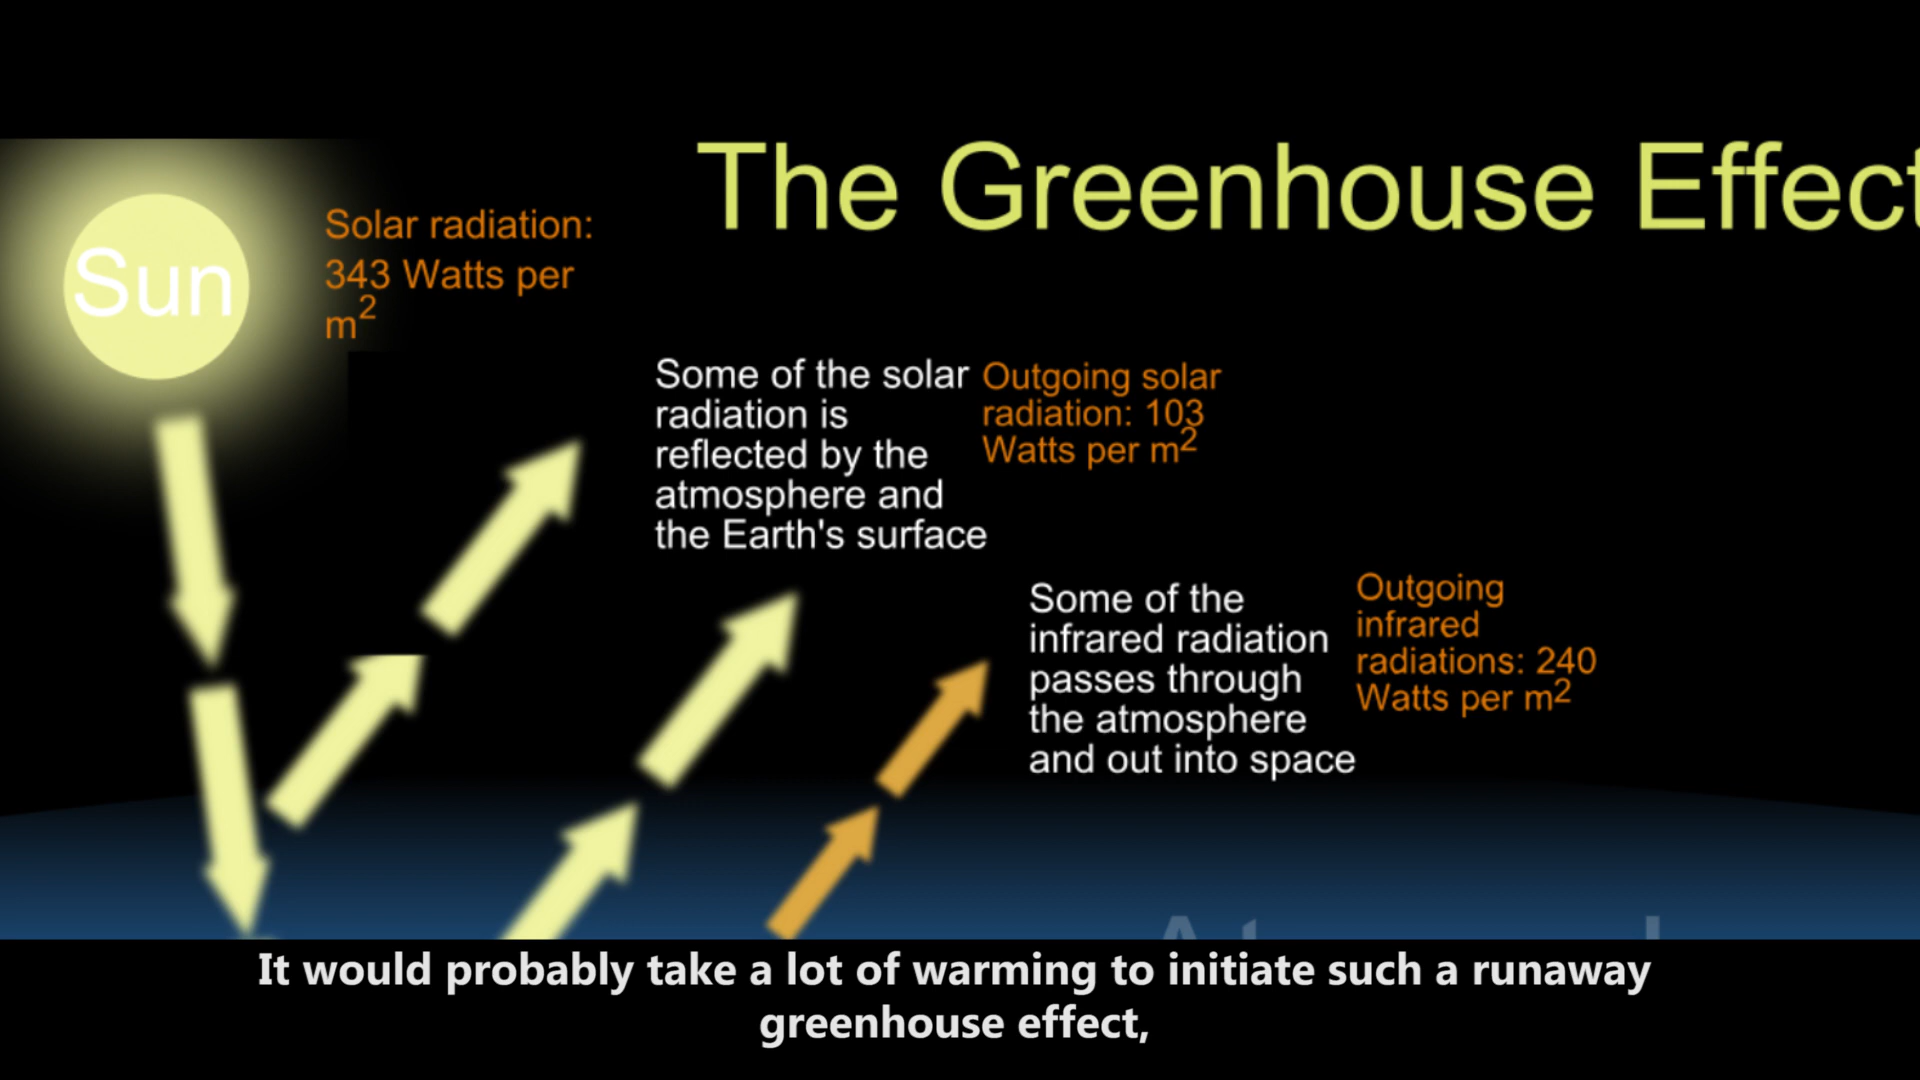 The Greenhouse Effect
Sun
Solar radiation:
343 Watts per
m²
Some of the solar
radiation is
reflected by the
atmosphere and
the Earth's surface
Outgoing solar
radiation: 103
Watts per m²
Some of the
infrared radiation
passes through
the atmosphere
and out into space
Outgoing
infrared
radiations: 240
Watts per m²
It would probably take a lot of warming to initiate such a runaway
greenhouse effect,